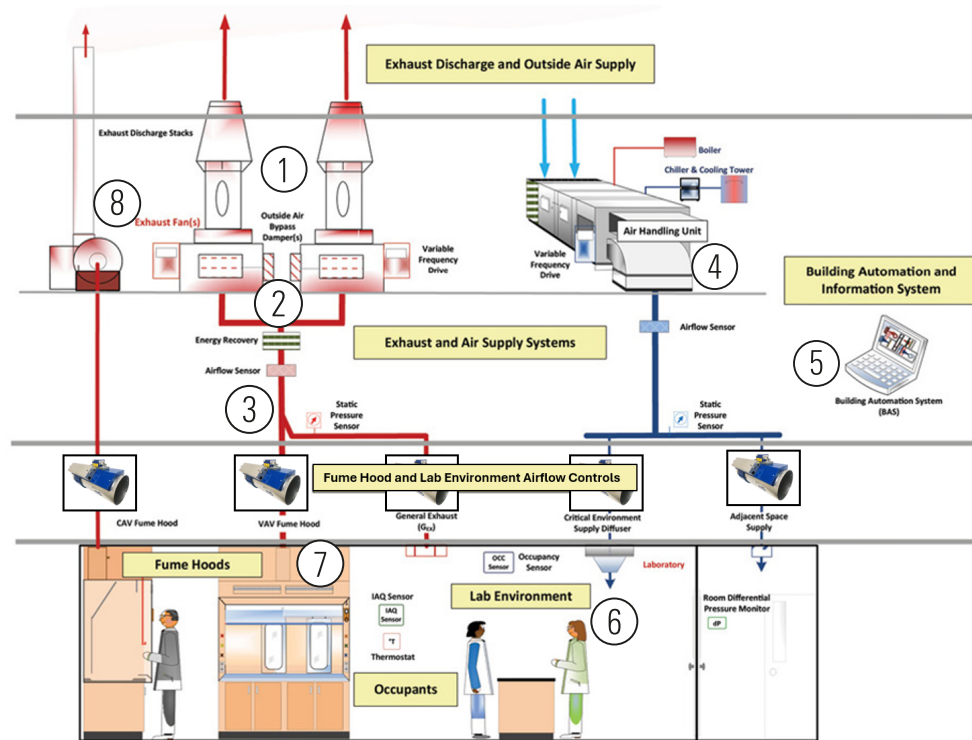 Exhaust Discharge and Outside Air Supply
Exhaust Discharge Stacks
1
Boiler
Chiller & Cooling Tower
8
Exhaust Fan(s)
Outside Air
Bypass
Damper(s)
Variable
Frequency
Drive
Air Handling Unit
Variable
Frequency
Drive
4
2
Building Automation and
Information System
Energy Recovery
Exhaust and Air Supply Systems
Airflow Sensor
Airflow Sensor
5
Building Automation System
(BAS)
3
Static
Pressure
Sensor
Static
Pressure
Sensor
Fume Hood and Lab Environment Airflow Controls
CAV Fume Hood
VAV Fume Hood
General Exhaust
(GEX)
Critical Environment
Supply Diffuser
Adjacent Space
Supply
Fume Hoods
7
OCC
Sensor
Occupancy
Sensor
Laboratory
IAQ Sensor
IAQ
Sensor
Lab Environment
6
Room Differential
Pressure Monitor
dP
°T
Thermostat
Occupants